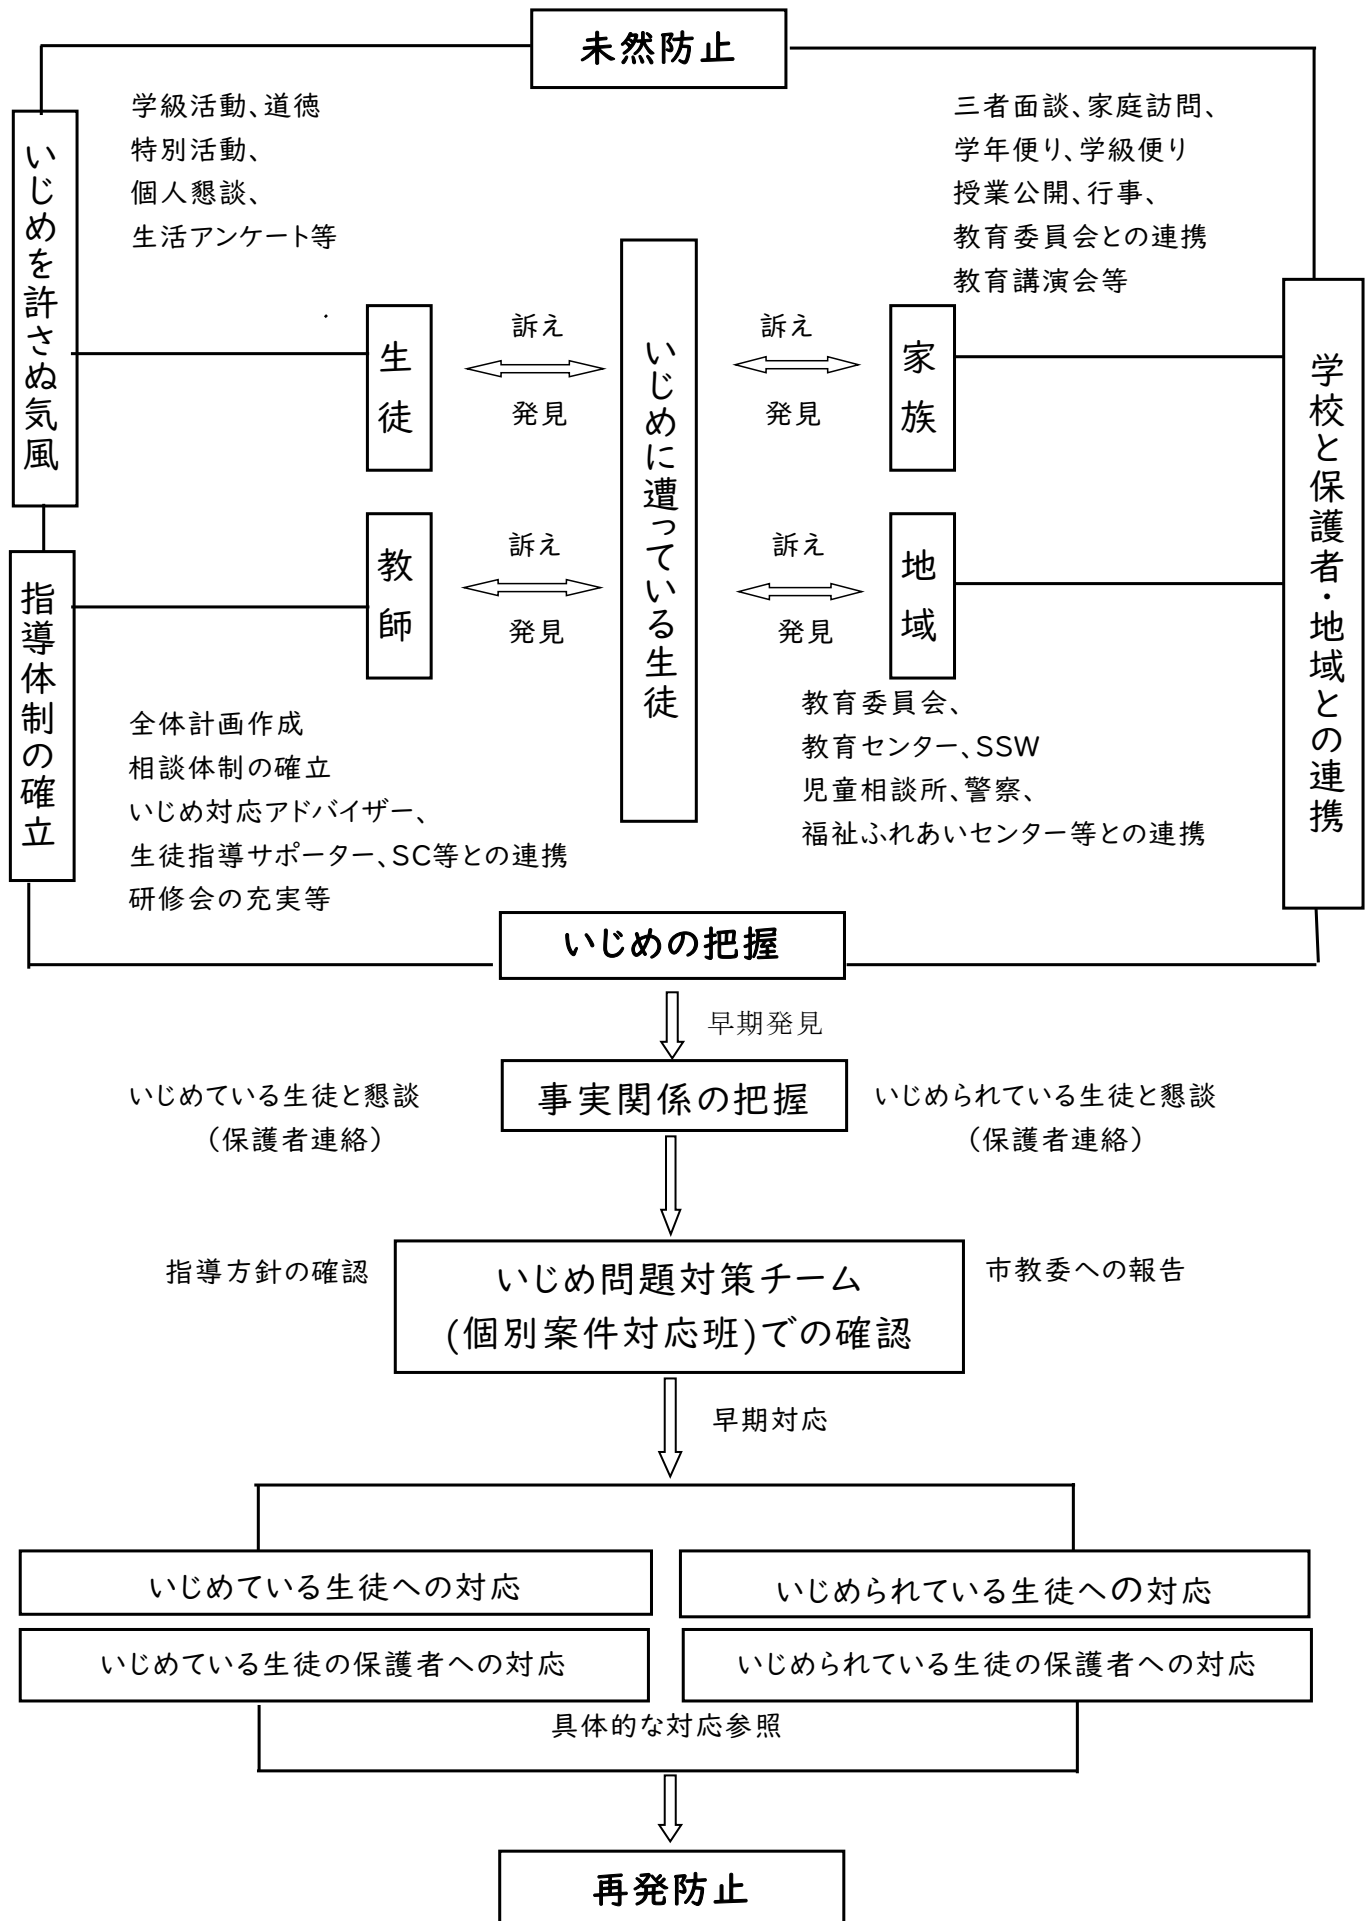 未然防止
学級活動、道徳
特別活動、
個人懇談、
生活アンケート等
三者面談、家庭訪問、
学年便り、学級便り
授業公開、行事、
教育委員会との連携
教育講演会等
いじめを許さぬ気風
生徒
訴え
発見
いじめに遭っている生徒
訴え
発見
家族
学校と保護者・地域との連携
指導体制の確立
教師
訴え
発見
訴え
発見
地域
全体計画作成
相談体制の確立
いじめ対応アドバイザー、
生徒指導サポーター、SC等との連携
研修会の充実等
教育委員会、
教育センター、SSW
児童相談所、警察、
福祉ふれあいセンター等との連携
いじめの把握
早期発見
いじめている生徒と懇談
（保護者連絡）
事実関係の把握
いじめられている生徒と懇談
（保護者連絡）
指導方針の確認
いじめ問題対策チーム
(個別案件対応班)での確認
市教委への報告
早期対応
いじめている生徒への対応
いじめられている生徒への対応
いじめている生徒の保護者への対応
いじめられている生徒の保護者への対応
具体的な対応参照
再発防止